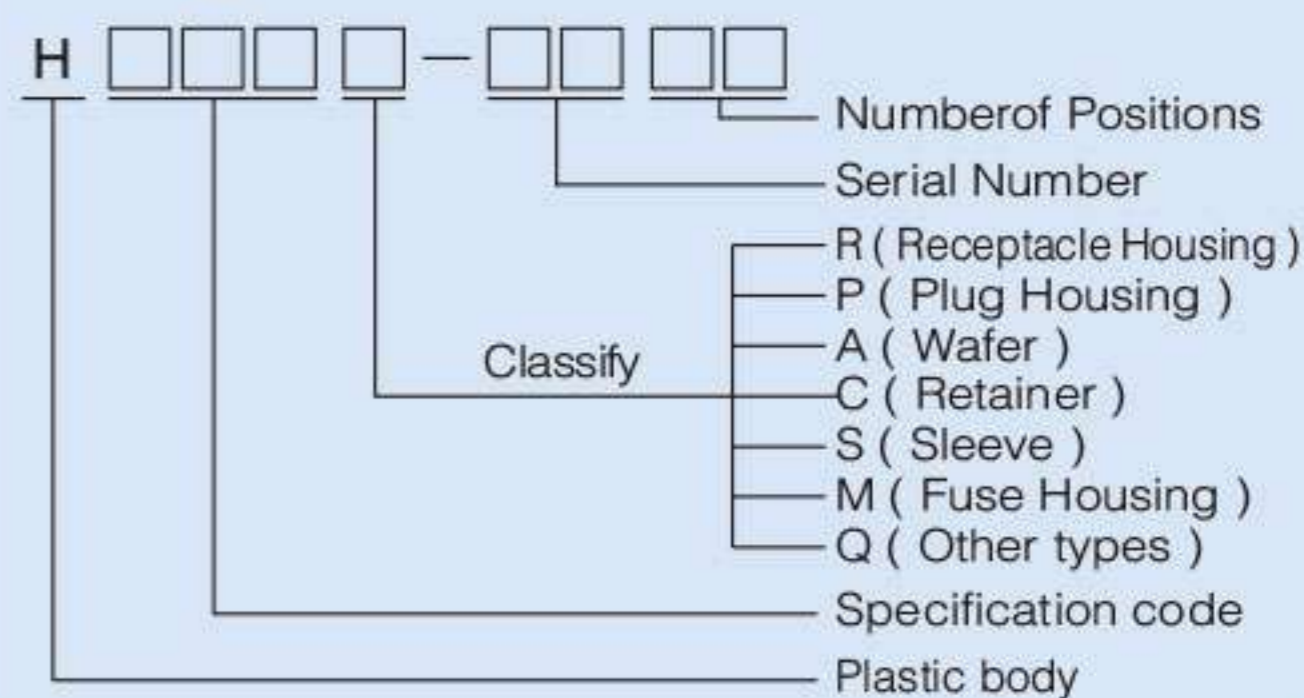 H □□□ □ — □□ □□
Numberof Positions
Serial Number
R ( Receptacle Housing )
P ( Plug Housing )
A ( Wafer )
Classify
C ( Retainer )
S ( Sleeve )
M ( Fuse Housing )
Q ( Other types )
Specification code
Plastic body